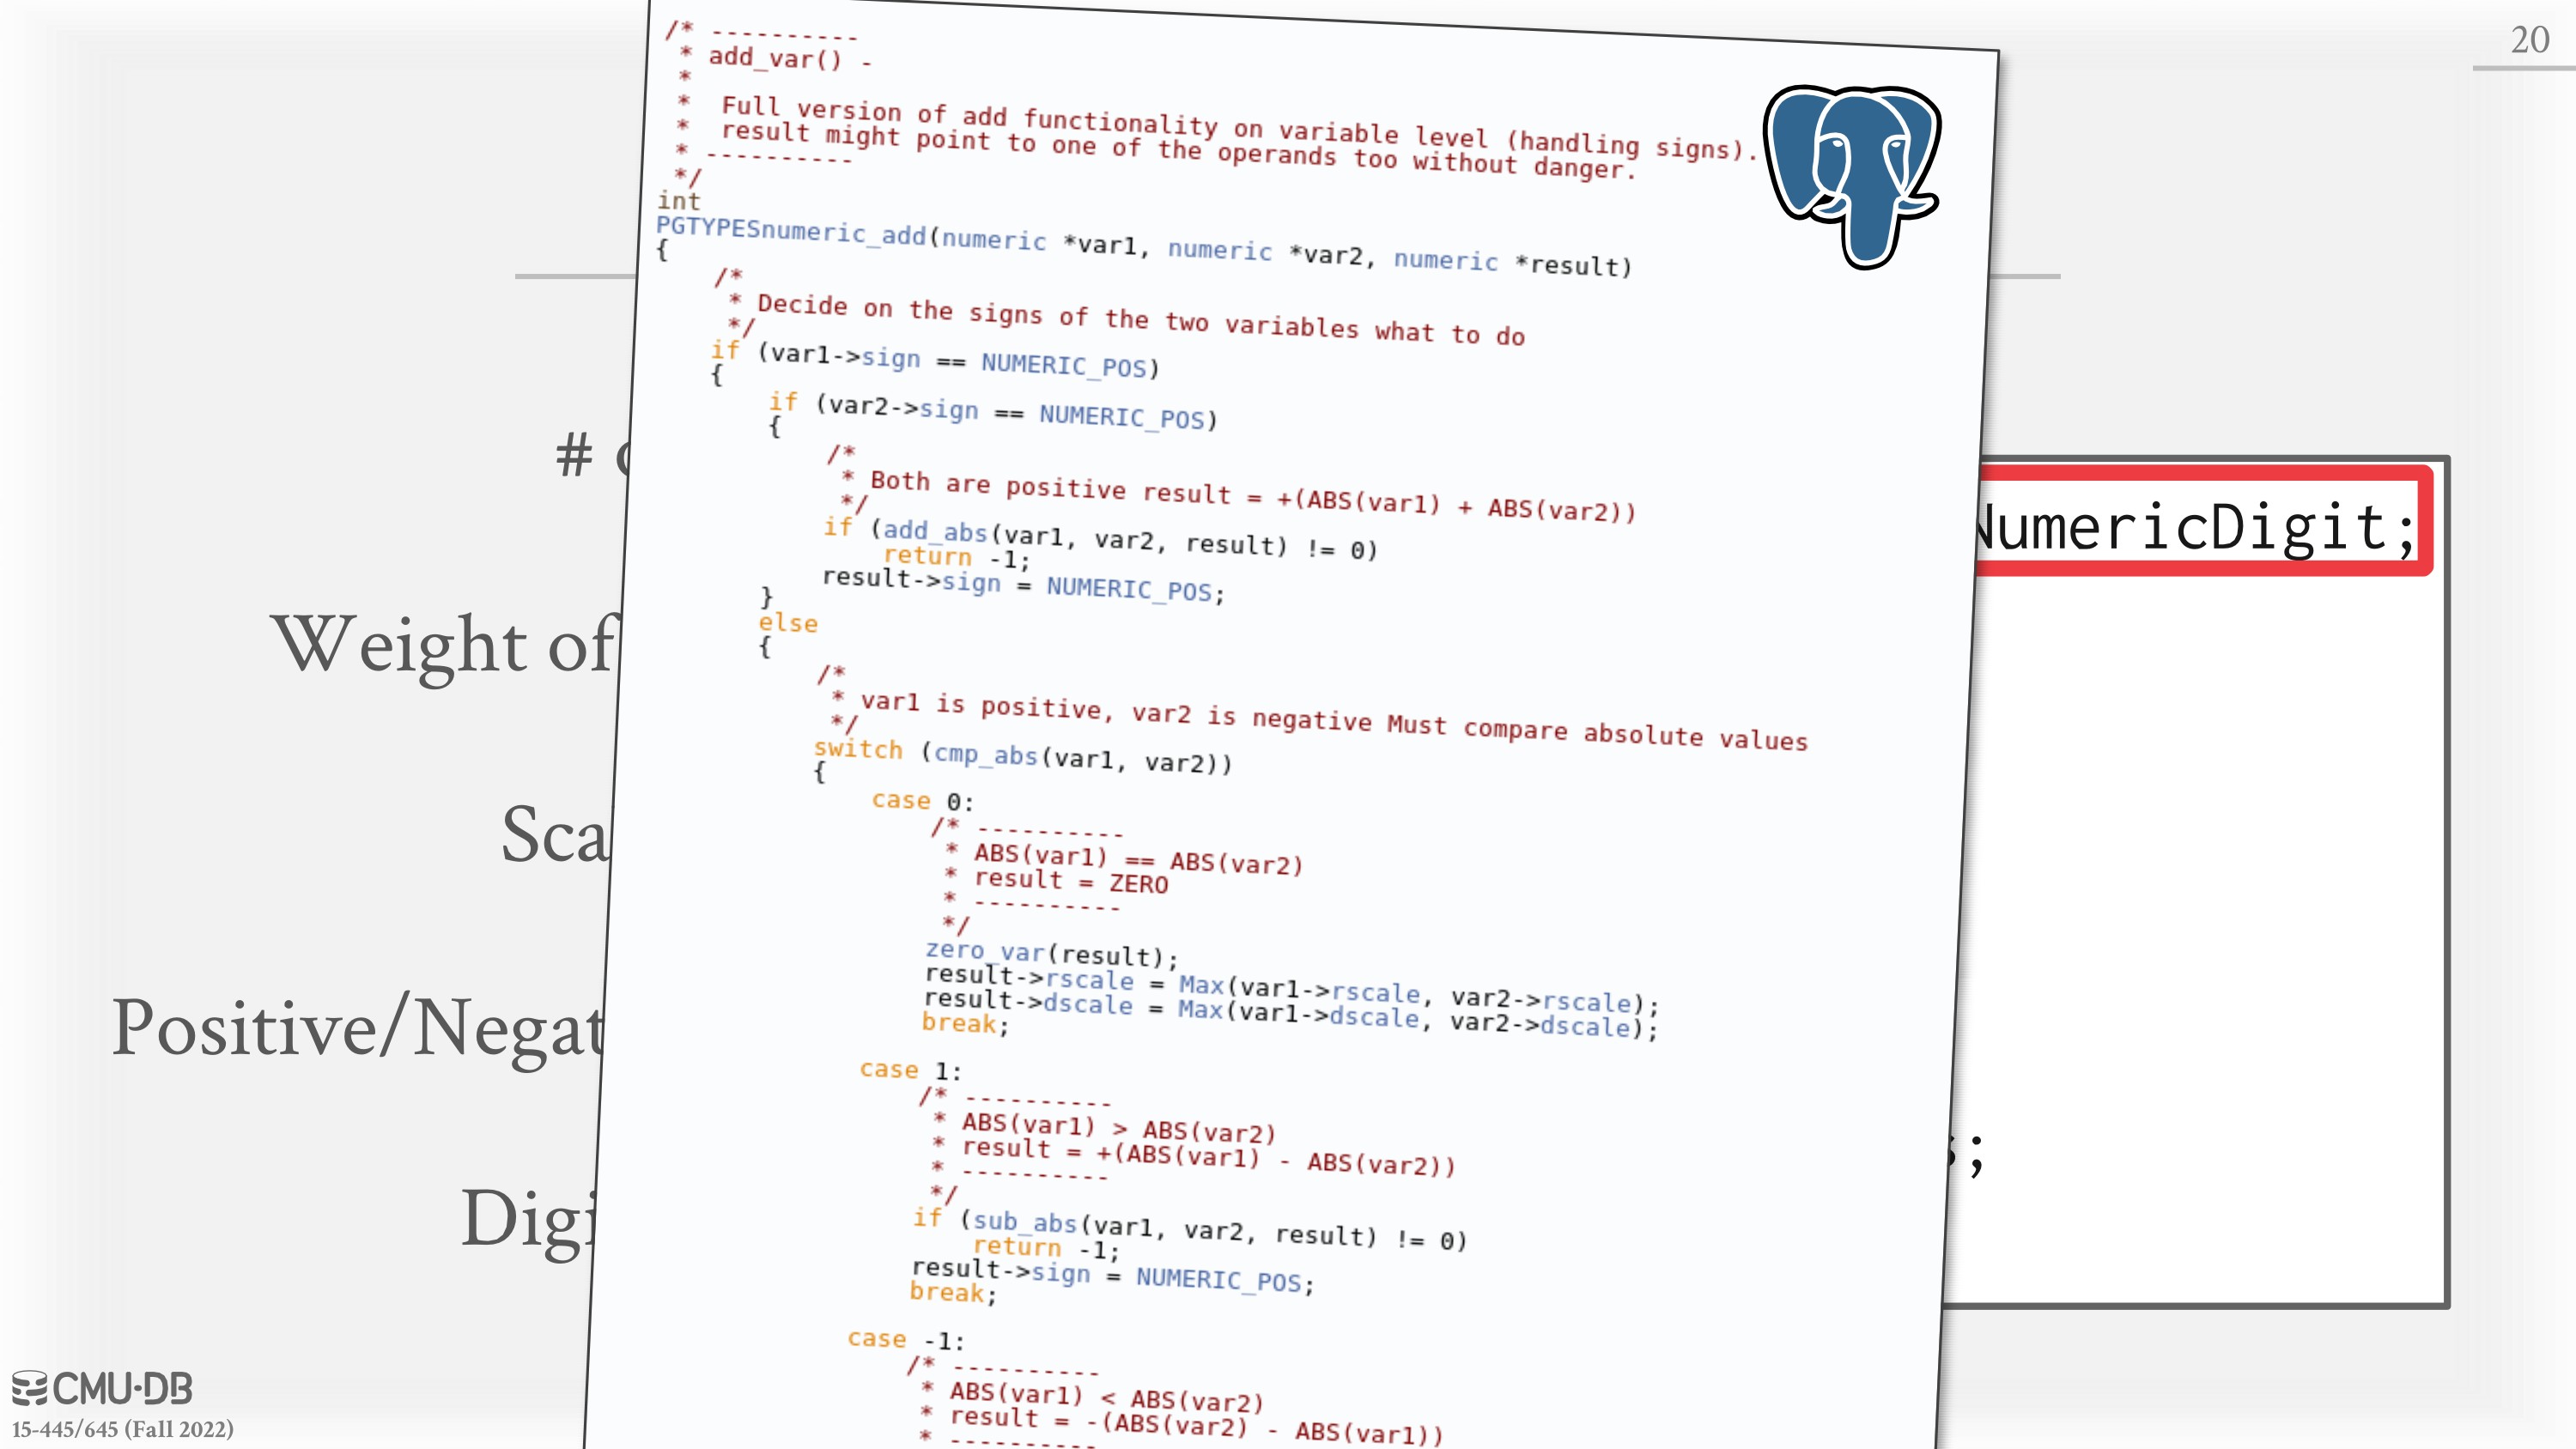 20
/* ----------
* add_var() -
*
* Full version of add functionality on variable level (handling signs).
* result might point to one of the operands too without danger.
* ----------
*/
int
PGTYPESnumeric_add(numeric *var1, numeric *var2, numeric *result)
{
/*
* Decide on the signs of the two variables what to do
*/
if (var1->sign == NUMERIC_POS)
{
if (var2->sign == NUMERIC_POS)
{
/*
* Both are positive result = +(ABS(var1) + ABS(var2))
*/
if (add_abs(var1, var2, result) != 0)
return -1;
result->sign = NUMERIC_POS;
}
else
{
/*
* var1 is positive, var2 is negative Must compare absolute values
*/
switch (cmp_abs(var1, var2))
{
case 0:
/* ----------
* ABS(var1) == ABS(var2)
* result = ZERO
* ----------
*/
zero_var(result);
result->rscale = Max(var1->rscale, var2->rscale);
result->dscale = Max(var1->dscale, var2->dscale);
break;
case 1:
/* ----------
* ABS(var1) > ABS(var2)
* result = +(ABS(var1) - ABS(var2))
* ----------
*/
if (sub_abs(var1, var2, result) != 0)
return -1;
result->sign = NUMERIC_POS;
break;
case -1:
/* ----------
* ABS(var1) < ABS(var2)
* result = -(ABS(var2) - ABS(var1))
* ----------
#
Weight of
Sca
Positive/Negat
Digi
NumericDigit;
;
CMU·DB
15-445/645 (Fall 2022)